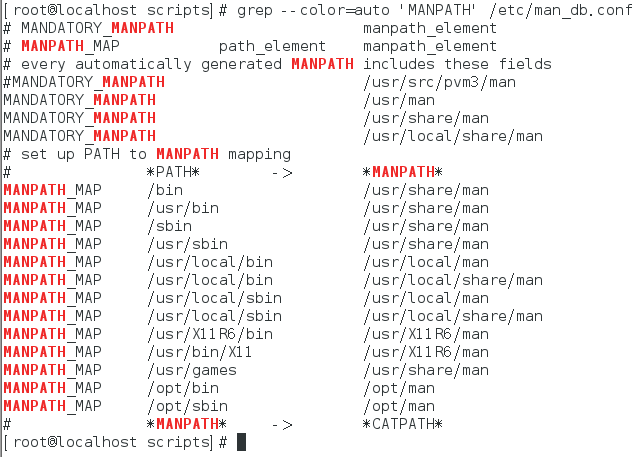 [root@localhost scripts]# grep --color=auto 'MANPATH' /etc/man_db.conf
# MANDATORY_MANPATH                     manpath_element
# MANPATH_MAP           path_element    manpath_element
# every automatically generated MANPATH includes these fields
#MANDATORY_MANPATH                      /usr/src/pvm3/man
MANDATORY_MANPATH                       /usr/man
MANDATORY_MANPATH                       /usr/share/man
MANDATORY_MANPATH                       /usr/local/share/man
# set up PATH to MANPATH mapping
#               *PATH*        ->        *MANPATH*
MANPATH_MAP     /bin                    /usr/share/man
MANPATH_MAP     /usr/bin                /usr/share/man
MANPATH_MAP     /sbin                   /usr/share/man
MANPATH_MAP     /usr/sbin               /usr/share/man
MANPATH_MAP     /usr/local/bin          /usr/local/man
MANPATH_MAP     /usr/local/bin          /usr/local/share/man
MANPATH_MAP     /usr/local/sbin         /usr/local/man
MANPATH_MAP     /usr/local/sbin         /usr/local/share/man
MANPATH_MAP     /usr/X11R6/bin          /usr/X11R6/man
MANPATH_MAP     /usr/bin/X11            /usr/X11R6/man
MANPATH_MAP     /usr/games              /usr/share/man
MANPATH_MAP     /opt/bin                /opt/man
MANPATH_MAP     /opt/sbin               /opt/man
#               *MANPATH*     ->        *CATPATH*
[root@localhost scripts]#